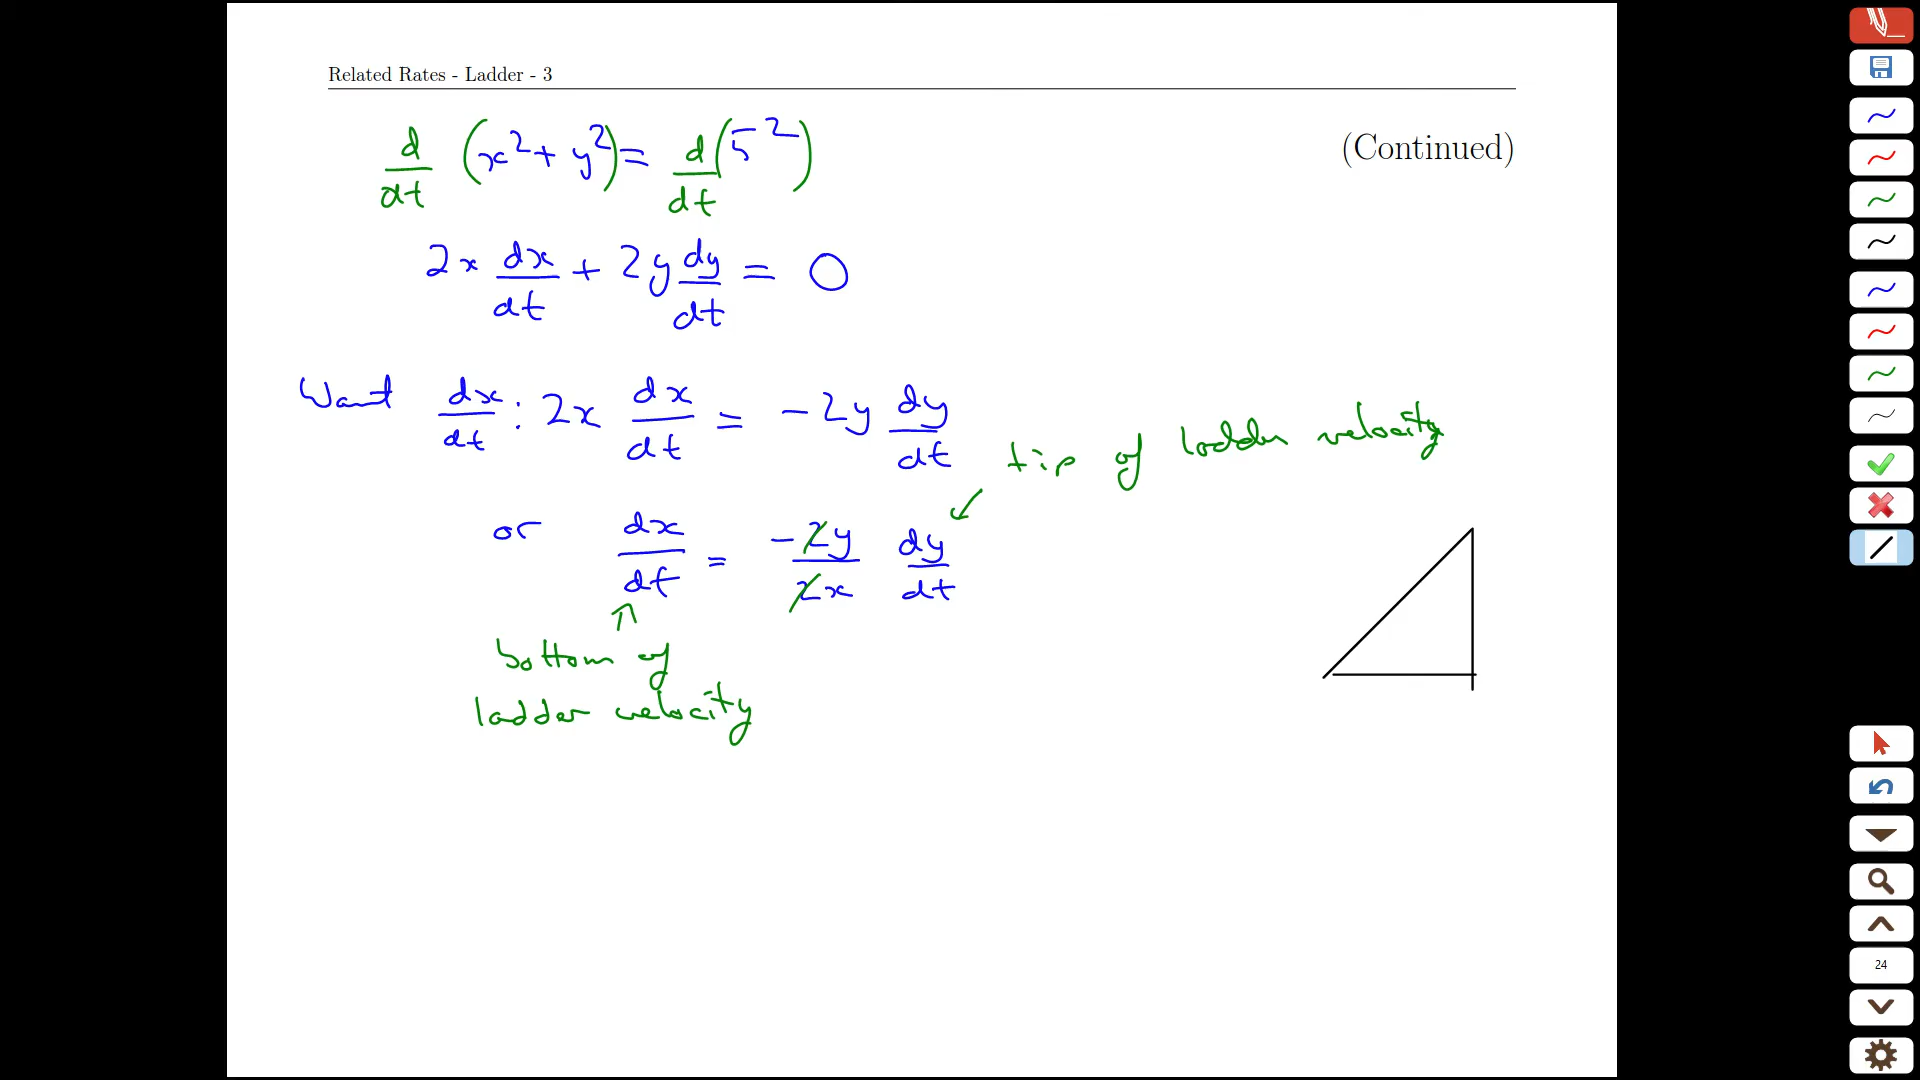 Related Rates - Ladder - 3
(Continued)
d/dt (x² + y²) = d/dt (5²)
2x dx/dt + 2y dy/dt = 0
Want dx/dt : 2x dx/dt = -2y dy/dt
tip of ladder velocity
or dx/dt = -2y/2x dy/dt
bottom of
ladder velocity
24